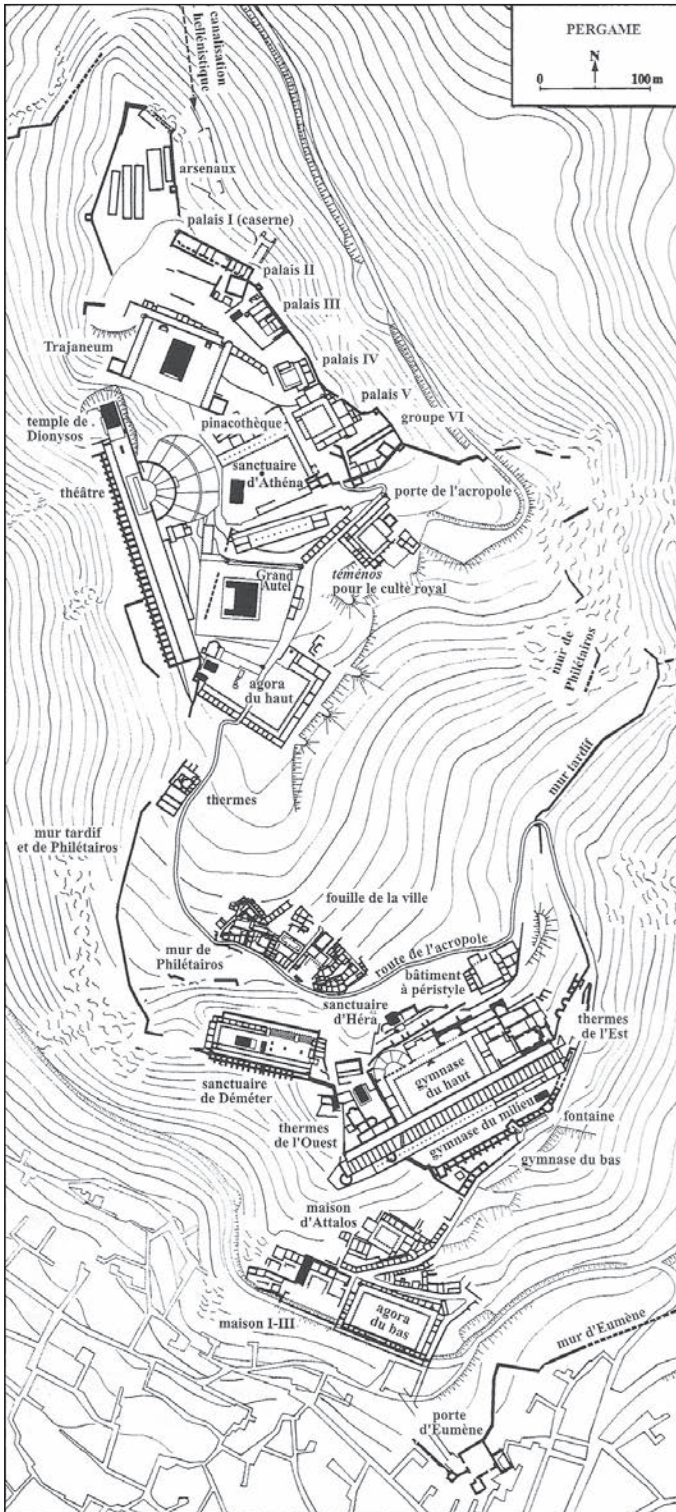 PERGAME
N
0 100 m
canalisation
hellénistique
arsenaux
palais I (caserne)
palais II
palais III
Trajaneum
palais IV
palais V
groupe VI
pinacothèque
temple de
Dionysos
sanctuaire
d'Athéna
théâtre
porte de l'acropole
Grand
Autel
téménos
pour le culte royal
mur de
Philétairos
agora
du haut
mur tardif
thermes
mur tardif
et de Philétairos
fouille de la ville
route de l'acropole
mur de
Philétairos
bâtiment
à péristyle
sanctuaire
d'Héra
thermes
de l'Est
gymnase
du haut
sanctuaire
de Déméter
thermes
de l'Ouest
gymnase du milieu
fontaine
gymnase du bas
maison
d'Attalos
maison I-III
agora
du bas
mur d'Eumène
porte
d'Eumène